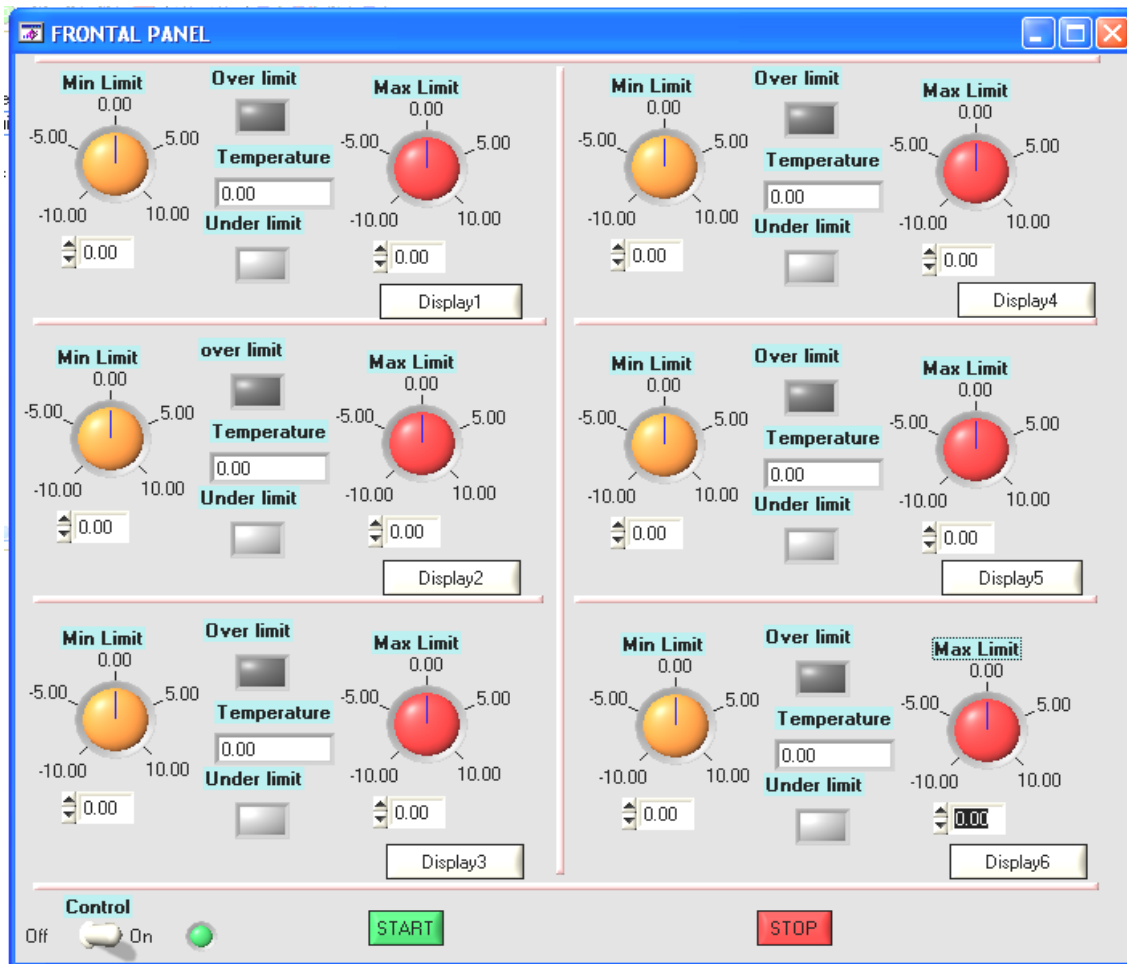 FRONTAL PANEL
Min Limit
0.00
-5.00
5.00
-10.00
10.00
0.00
Over limit
Temperature
0.00
Under limit
Max Limit
0.00
-5.00
5.00
-10.00
10.00
0.00
Display1
Min Limit
0.00
-5.00
5.00
-10.00
10.00
0.00
Over limit
Temperature
0.00
Under limit
Max Limit
0.00
-5.00
5.00
-10.00
10.00
0.00
Display4
Min Limit
0.00
-5.00
5.00
-10.00
10.00
0.00
over limit
Temperature
0.00
Under limit
Max Limit
0.00
-5.00
5.00
-10.00
10.00
0.00
Display2
Min Limit
0.00
-5.00
5.00
-10.00
10.00
0.00
Over limit
Temperature
0.00
Under limit
Max Limit
0.00
-5.00
5.00
-10.00
10.00
0.00
Display5
Min Limit
0.00
-5.00
5.00
-10.00
10.00
0.00
Over limit
Temperature
0.00
Under limit
Max Limit
0.00
-5.00
5.00
-10.00
10.00
0.00
Display3
Min Limit
0.00
-5.00
5.00
-10.00
10.00
0.00
Over limit
Temperature
0.00
Under limit
Max Limit
0.00
-5.00
5.00
-10.00
10.00
0.00
Display6
Control
Off
On
START
STOP